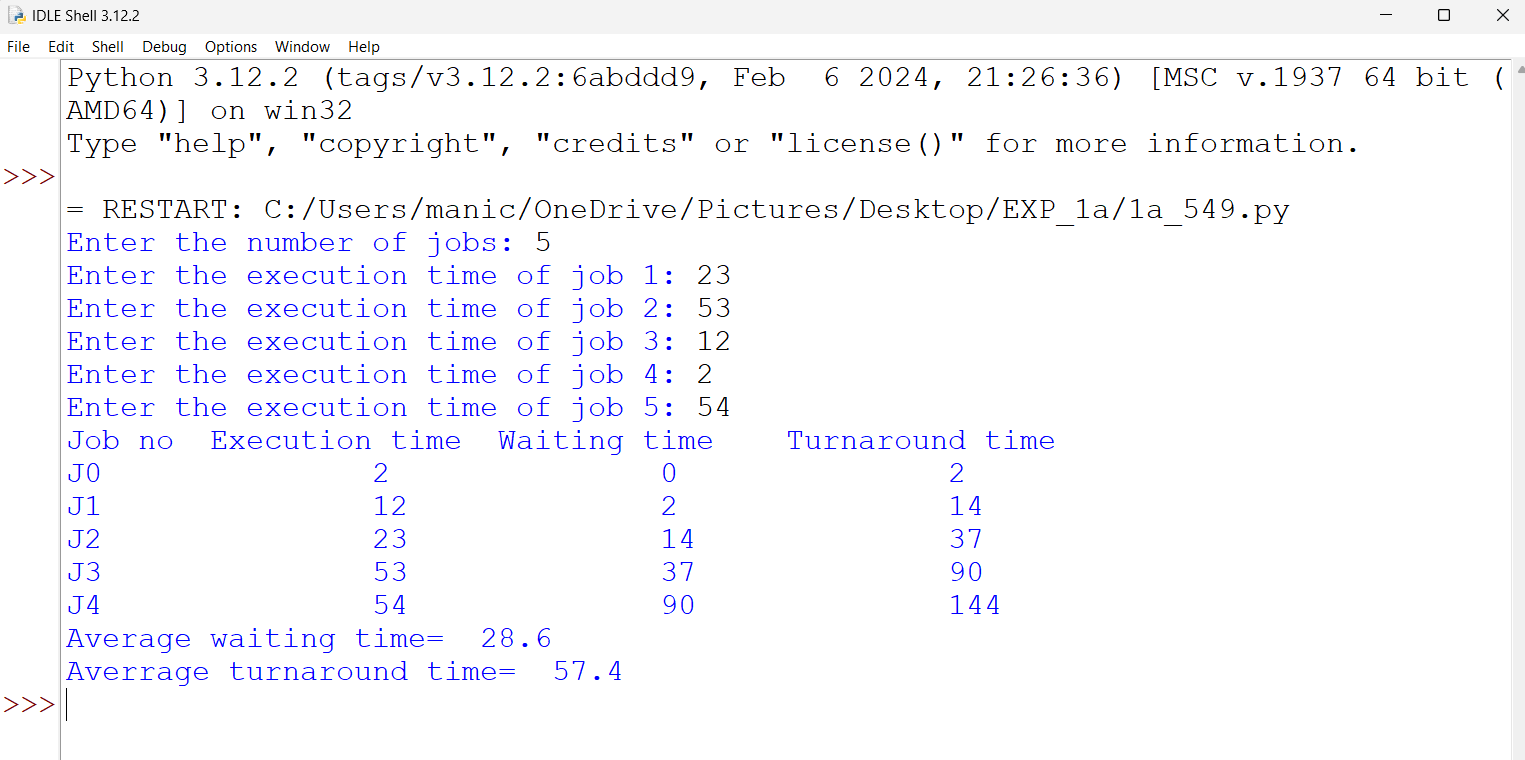 IDLE Shell 3.12.2
File Edit Shell Debug Options Window Help
Python 3.12.2 (tags/v3.12.2:6abddd9, Feb  6 2024, 21:26:36) [MSC v.1937 64 bit (
AMD64)] on win32
Type "help", "copyright", "credits" or "license()" for more information.
>>>
= RESTART: C:/Users/manic/OneDrive/Pictures/Desktop/EXP_1a/1a_549.py
Enter the number of jobs: 5
Enter the execution time of job 1: 23
Enter the execution time of job 2: 53
Enter the execution time of job 3: 12
Enter the execution time of job 4: 2
Enter the execution time of job 5: 54
Job no  Execution time  Waiting time    Turnaround time
J0               2               0               2
J1               12              2               14
J2               23              14              37
J3               53              37              90
J4               54              90              144
Average waiting time=  28.6
Averrage turnaround time=  57.4
>>>